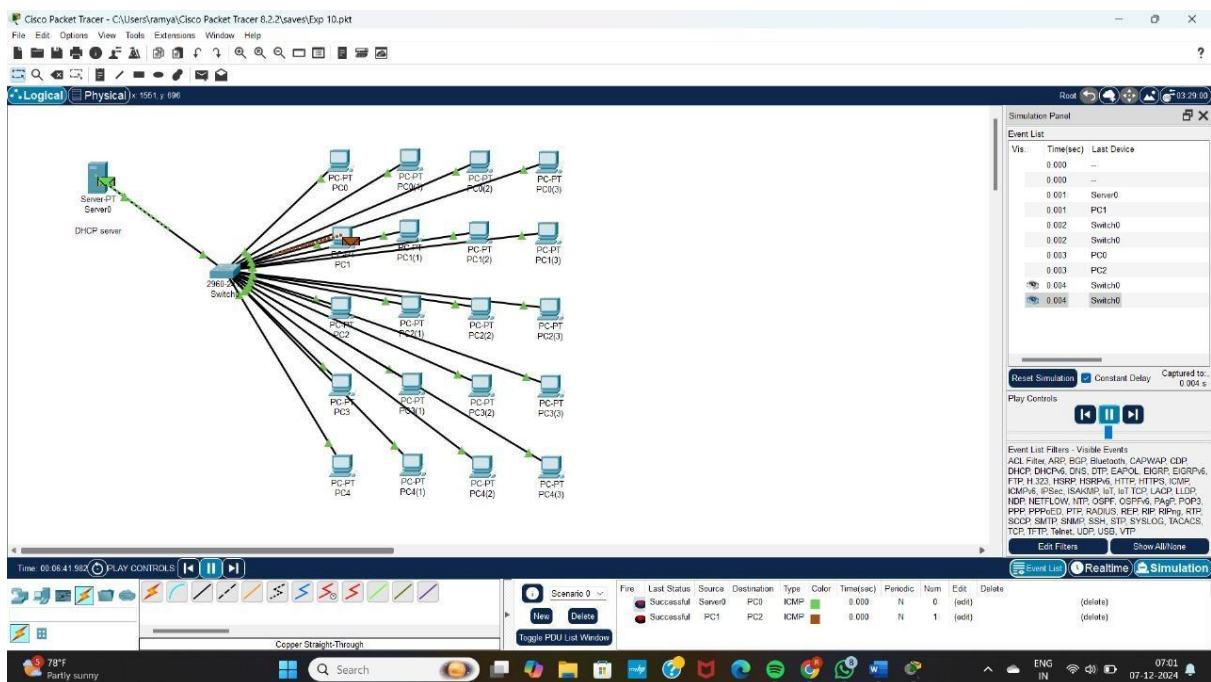 Cisco Packet Tracer - C:\Users\ramya\Cisco Packet Tracer 8.2.2\saves\Exp 10.pkt
File Edit Options View Tools Extensions Window Help
?
Logical Physical x: 1551, y: 696 Root 03:29:00
Simulation Panel
Event List
Vis. Time(sec) Last Device
0.000 --
0.000 --
0.001 Server0
0.001 PC1
0.002 Switch0
0.002 Switch0
0.003 PC0
0.003 PC2
0.004 Switch0
0.004 Switch0
Reset Simulation Constant Delay Captured to:
0.004 s
Play Controls
Event List Filters - Visible Events
ACL Filter, ARP, BGP, Bluetooth, CAPWAP, CDP,
DHCP, DHCPv6, DNS, DTP, EAPOL, EIGRP, EIGRPv6,
FTP, H.323, HSRP, HSRPv6, HTTP, HTTPS, ICMP,
ICMPv6, IPSec, ISAKMP, IoT, IoT TCP, LACP, LLDP,
NDP, NETFLOW, NTP, OSPF, OSPFv6, PAgP, POP3,
PPP, PPPoED, PTP, RADIUS, REP, RIP, RIPng, RTP,
SCCP, SMTP, SNMP, SSH, STP, SYSLOG, TACACS,
TCP, TFTP, Telnet, UDP, USB, VTP
Edit Filters Show All/None
Event List Realtime Simulation
Server-PT
Server0
DHCP server
Switch
PC-PT
PC0
PC-PT
PC0(1)
PC-PT
PC0(2)
PC-PT
PC0(3)
PC1
PC-PT
PC1(1)
PC-PT
PC1(2)
PC-PT
PC1(3)
PC-PT
PC2
PC-PT
PC2(1)
PC-PT
PC2(2)
PC-PT
PC2(3)
PC-PT
PC3
PC-PT
PC3(1)
PC-PT
PC3(2)
PC-PT
PC3(3)
PC-PT
PC4
PC-PT
PC4(1)
PC-PT
PC4(2)
PC-PT
PC4(3)
Time: 00:06:41.982 PLAY CONTROLS:
Copper Straight-Through
Scenario 0
New Delete
Toggle PDU List Window
Fire Last Status Source Destination Type Color Time(sec) Periodic Num Edit Delete
Successful Server0 PC0 ICMP 0.000 N 0 (edit) (delete)
Successful PC1 PC2 ICMP 0.000 N 1 (edit) (delete)
5
78°F
Partly sunny
Search
ENG
IN
07:01
07-12-2024